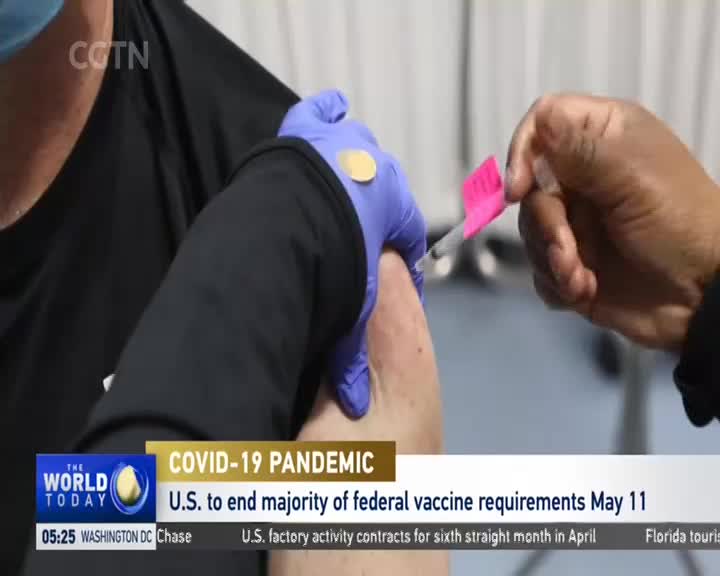 CGTN
COVID-19 PANDEMIC
THE
WORLD
TODAY
U.S. to end majority of federal vaccine requirements May 11
05:25 WASHINGTON DC
Chase U.S. factory activity contracts for sixth straight month in April Florida touris